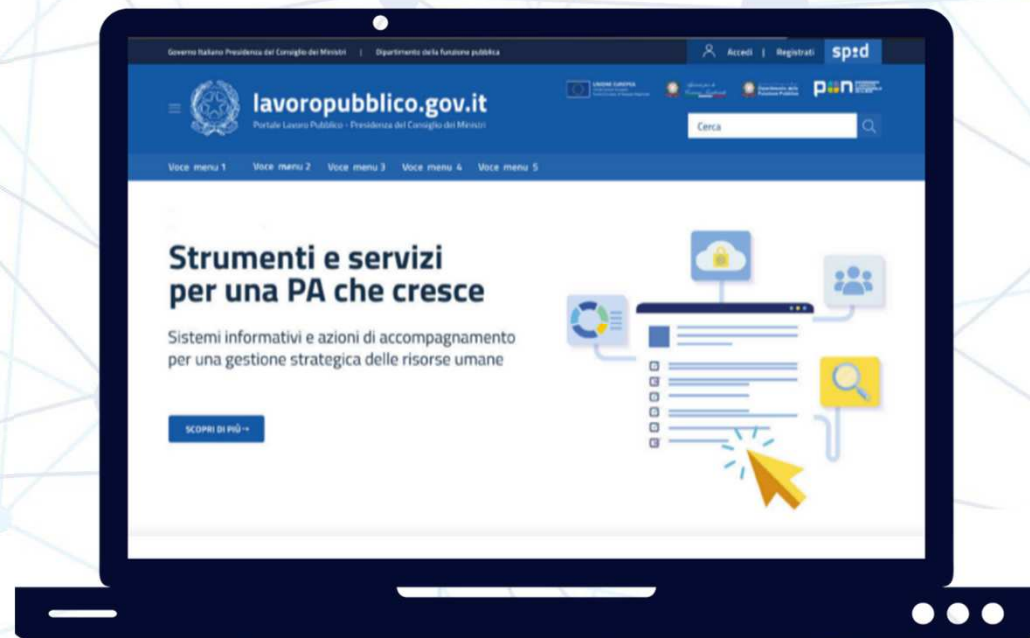 Governo Italiano Presidenza del Consiglio dei Ministri | Dipartimento della funzione pubblica
Accedi | Registrati
spid
lavoropubblico.gov.it
Portale Lavoro Pubblico - Presidenza del Consiglio dei Ministri
UNIONE EUROPEA
pon
Cerca
Voce menu 1 Voce menu 2 Voce menu 3 Voce menu 4 Voce menu 5
Strumenti e servizi
per una PA che cresce
Sistemi informativi e azioni di accompagnamento
per una gestione strategica delle risorse umane
SCOPRI DI PIÙ →